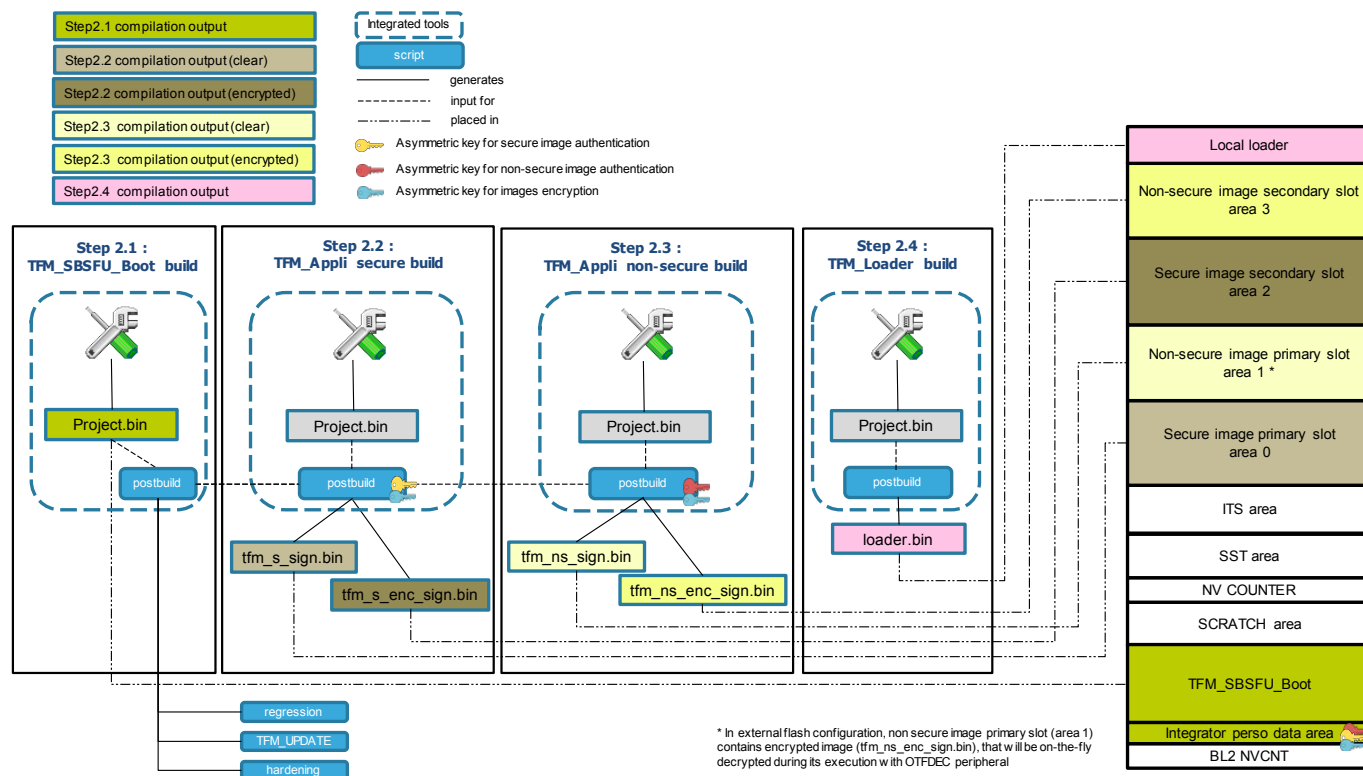 Step2.1 compilation output
Step2.2 compilation output (clear)
Step2.2 compilation output (encrypted)
Step2.3 compilation output (clear)
Step2.3 compilation output (encrypted)
Step2.4 compilation output
Integrated tools
script
generates
input for
placed in
Asymmetric key for secure image authentication
Asymmetric key for non-secure image authentication
Asymmetric key for images encryption
Step 2.1 :
TFM_SBSFU_Boot build
Project.bin
postbuild
Step 2.2 :
TFM_Appli secure build
Project.bin
postbuild
tfm_s_sign.bin
tfm_s_enc_sign.bin
Step 2.3 :
TFM_Appli non-secure build
Project.bin
postbuild
tfm_ns_sign.bin
tfm_ns_enc_sign.bin
Step 2.4 :
TFM_Loader build
Project.bin
postbuild
loader.bin
regression
TFM_UPDATE
hardening
Local loader
Non-secure image secondary slot
area 3
Secure image secondary slot
area 2
Non-secure image primary slot
area 1 *
Secure image primary slot
area 0
ITS area
SST area
NV COUNTER
SCRATCH area
TFM_SBSFU_Boot
Integrator perso data area
BL2 NVCNT
* In external flash configuration, non secure image primary slot (area 1)
contains encrypted image (tfm_ns_enc_sign.bin), that will be on-the-fly
decrypted during its execution with OTFDEC peripheral